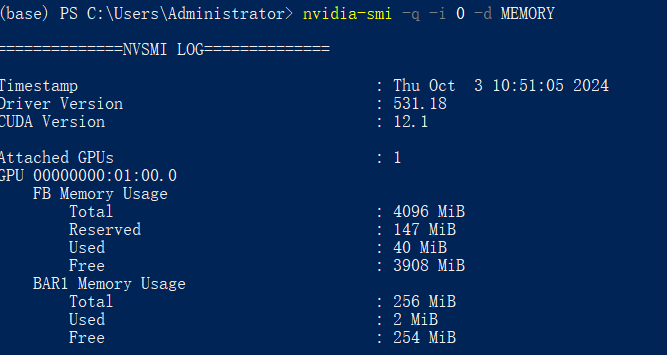 (base) PS C:\Users\Administrator> nvidia-smi -q -i 0 -d MEMORY
==============NVSMI LOG==============
Timestamp : Thu Oct  3 10:51:05 2024
Driver Version : 531.18
CUDA Version : 12.1
Attached GPUs : 1
GPU 00000000:01:00.0
FB Memory Usage
Total : 4096 MiB
Reserved : 147 MiB
Used : 40 MiB
Free : 3908 MiB
BAR1 Memory Usage
Total : 256 MiB
Used : 2 MiB
Free : 254 MiB